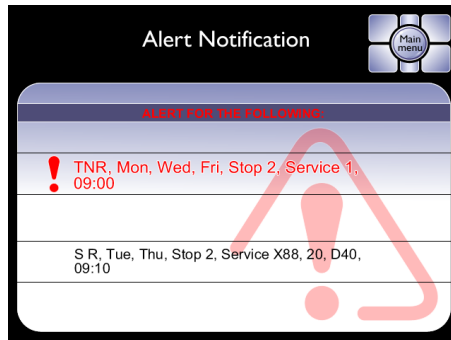 Alert Notification
Main
menu
ALERT FOR THE FOLLOWING:
TNR, Mon, Wed, Fri, Stop 2, Service 1,
09:00
S R, Tue, Thu, Stop 2, Service X88, 20, D40,
09:10